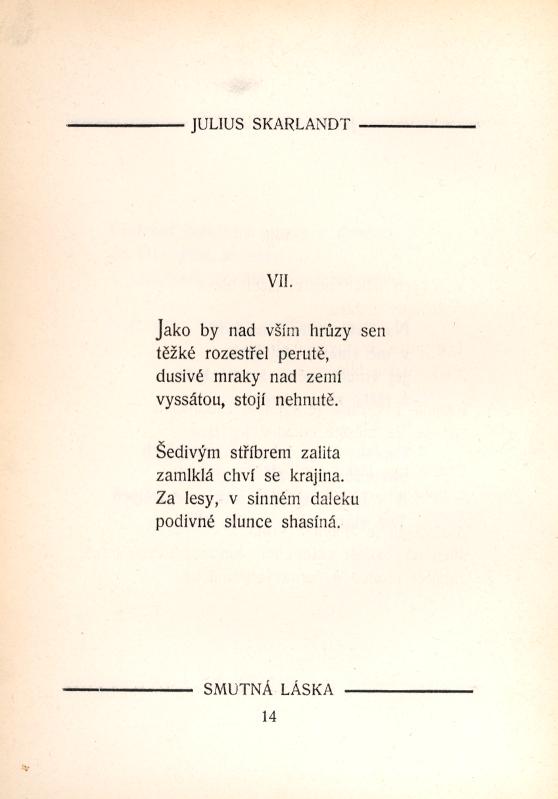 JULIUS SKARLANDT
VII.
Jako by nad vším hrůzy sen
těžké rozestřel perutě,
dusivé mraky nad zemí
vyssátou, stojí nehnutě.
Šedivým stříbrem zalita
zamlklá chví se krajina.
Za lesy, v sinném daleku
podivné slunce shasíná.
SMUTNÁ LÁSKA
14